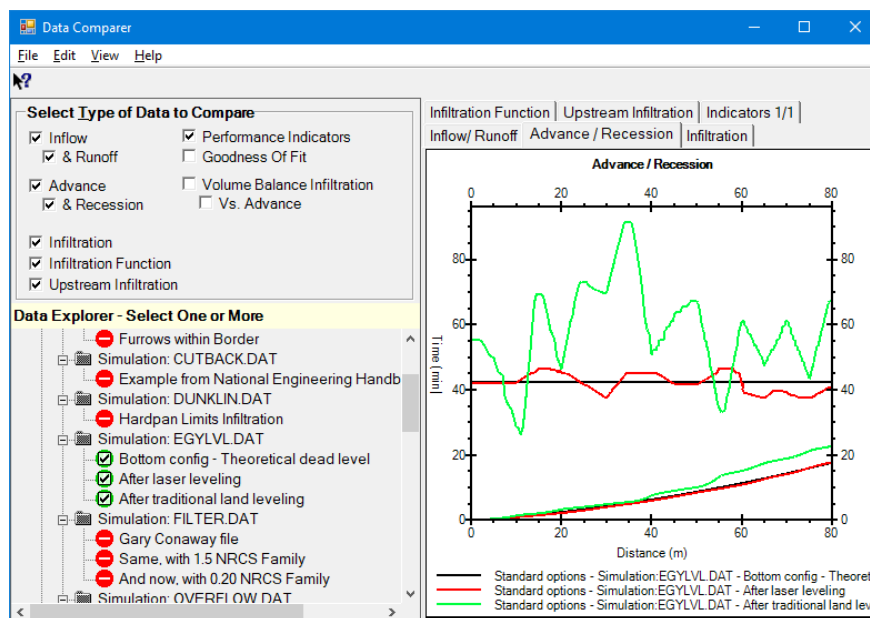 Data Comparer
File Edit View Help
Select Type of Data to Compare
Inflow
& Runoff
Advance
& Recession
Performance Indicators
Goodness Of Fit
Volume Balance Infiltration
Vs. Advance
Infiltration
Infiltration Function
Upstream Infiltration
Data Explorer - Select One or More
Furrows within Border
Simulation: CUTBACK.DAT
Example from National Engineering Handb
Simulation: DUNKLIN.DAT
Hardpan Limits Infiltration
Simulation: EGYLVL.DAT
Bottom config - Theoretical dead level
After laser leveling
After traditional land leveling
Simulation: FILTER.DAT
Gary Conaway file
Same, with 1.5 NRCS Family
And now, with 0.20 NRCS Family
Simulation: OVERFLOW.DAT
Infiltration Function Upstream Infiltration Indicators 1/1
Inflow/ Runoff Advance / Recession Infiltration
Advance / Recession
0 20 40 60 80
80 80
60 60
Time [min]
40 40
20 20
0 0
0 20 40 60 80
Distance (m)
Standard options - Simulation:EGYLVL.DAT - Bottom config - Theoret
Standard options - Simulation:EGYLVL.DAT - After laser leveling
Standard options - Simulation:EGYLVL.DAT - After traditional land lev